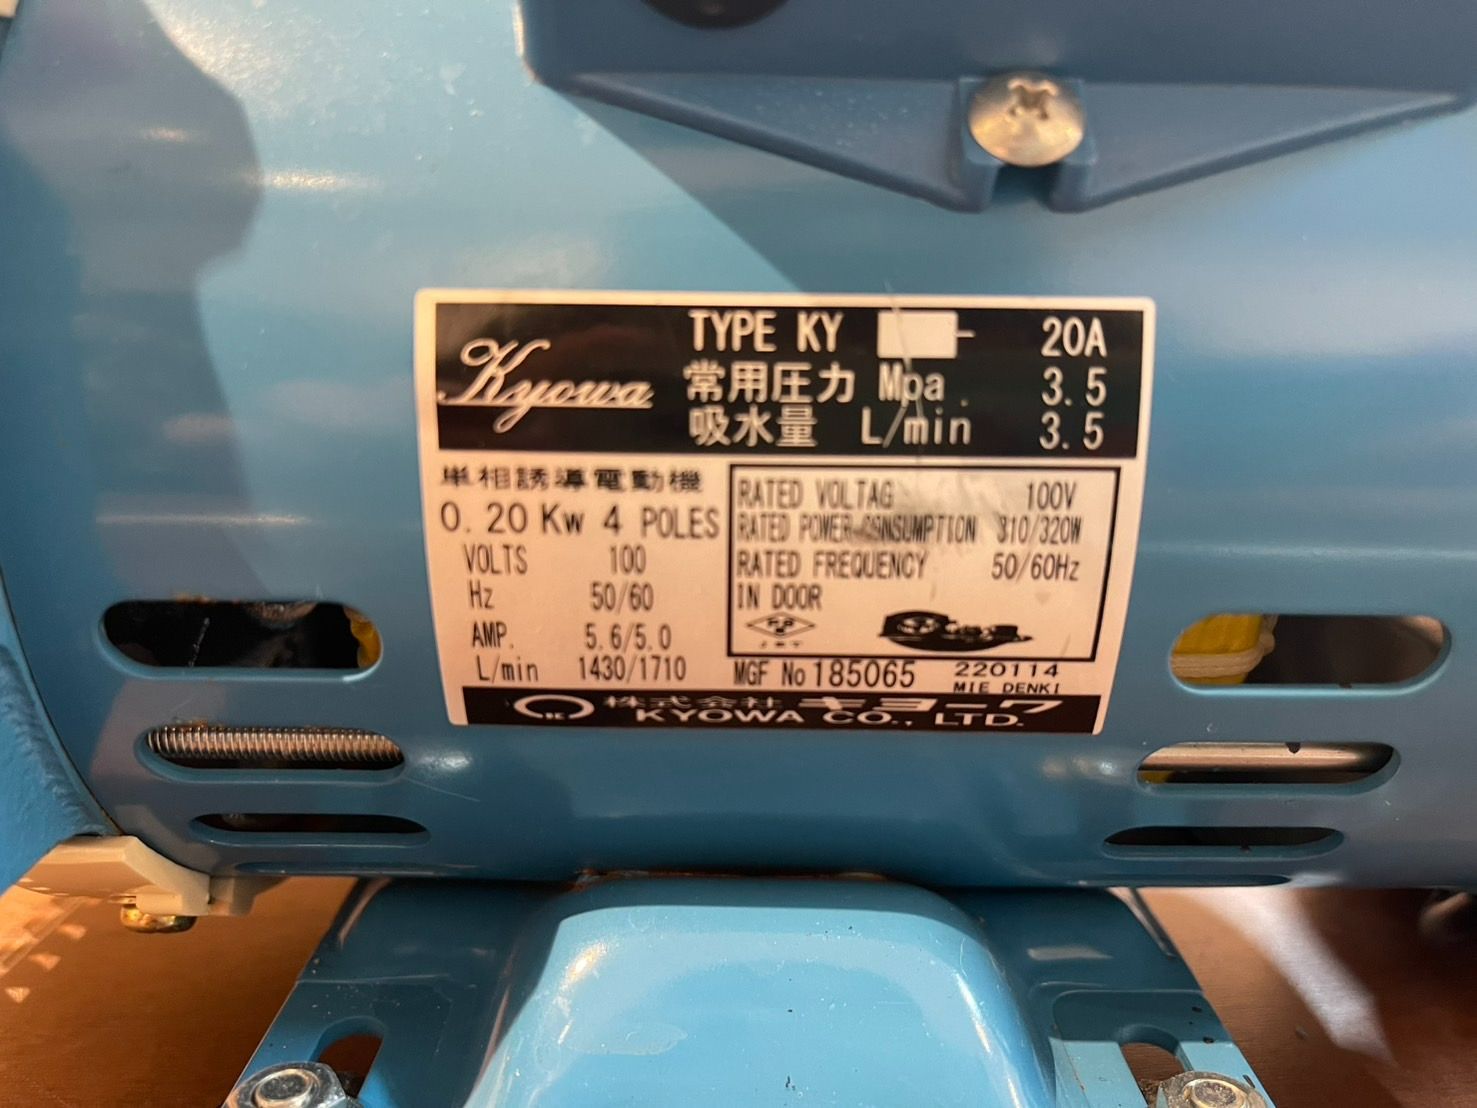 Kyowa
TYPE KY - 20A
常用圧力 Mpa. 3.5
吸水量 L/min 3.5
単相誘導電動機
0.20 Kw 4 POLES
VOLTS 100
Hz 50/60
AMP. 5.6/5.0
L/min 1430/1710
RATED VOLTAG 100V
RATED POWER CONSUMPTION 310/320W
RATED FREQUENCY 50/60Hz
IN DOOR
MGF No 185065 220114
MIE DENKI
株式会社 キョーワ
KYOWA CO., LTD.